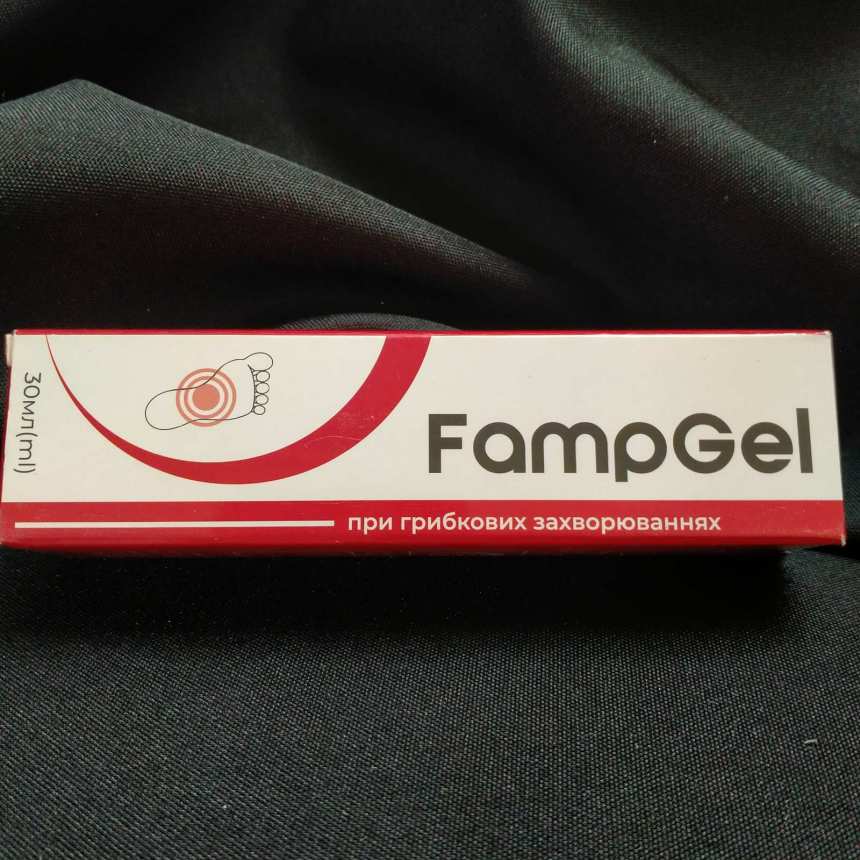 30мл(ml)
FampGel
при грибкових захворюваннях